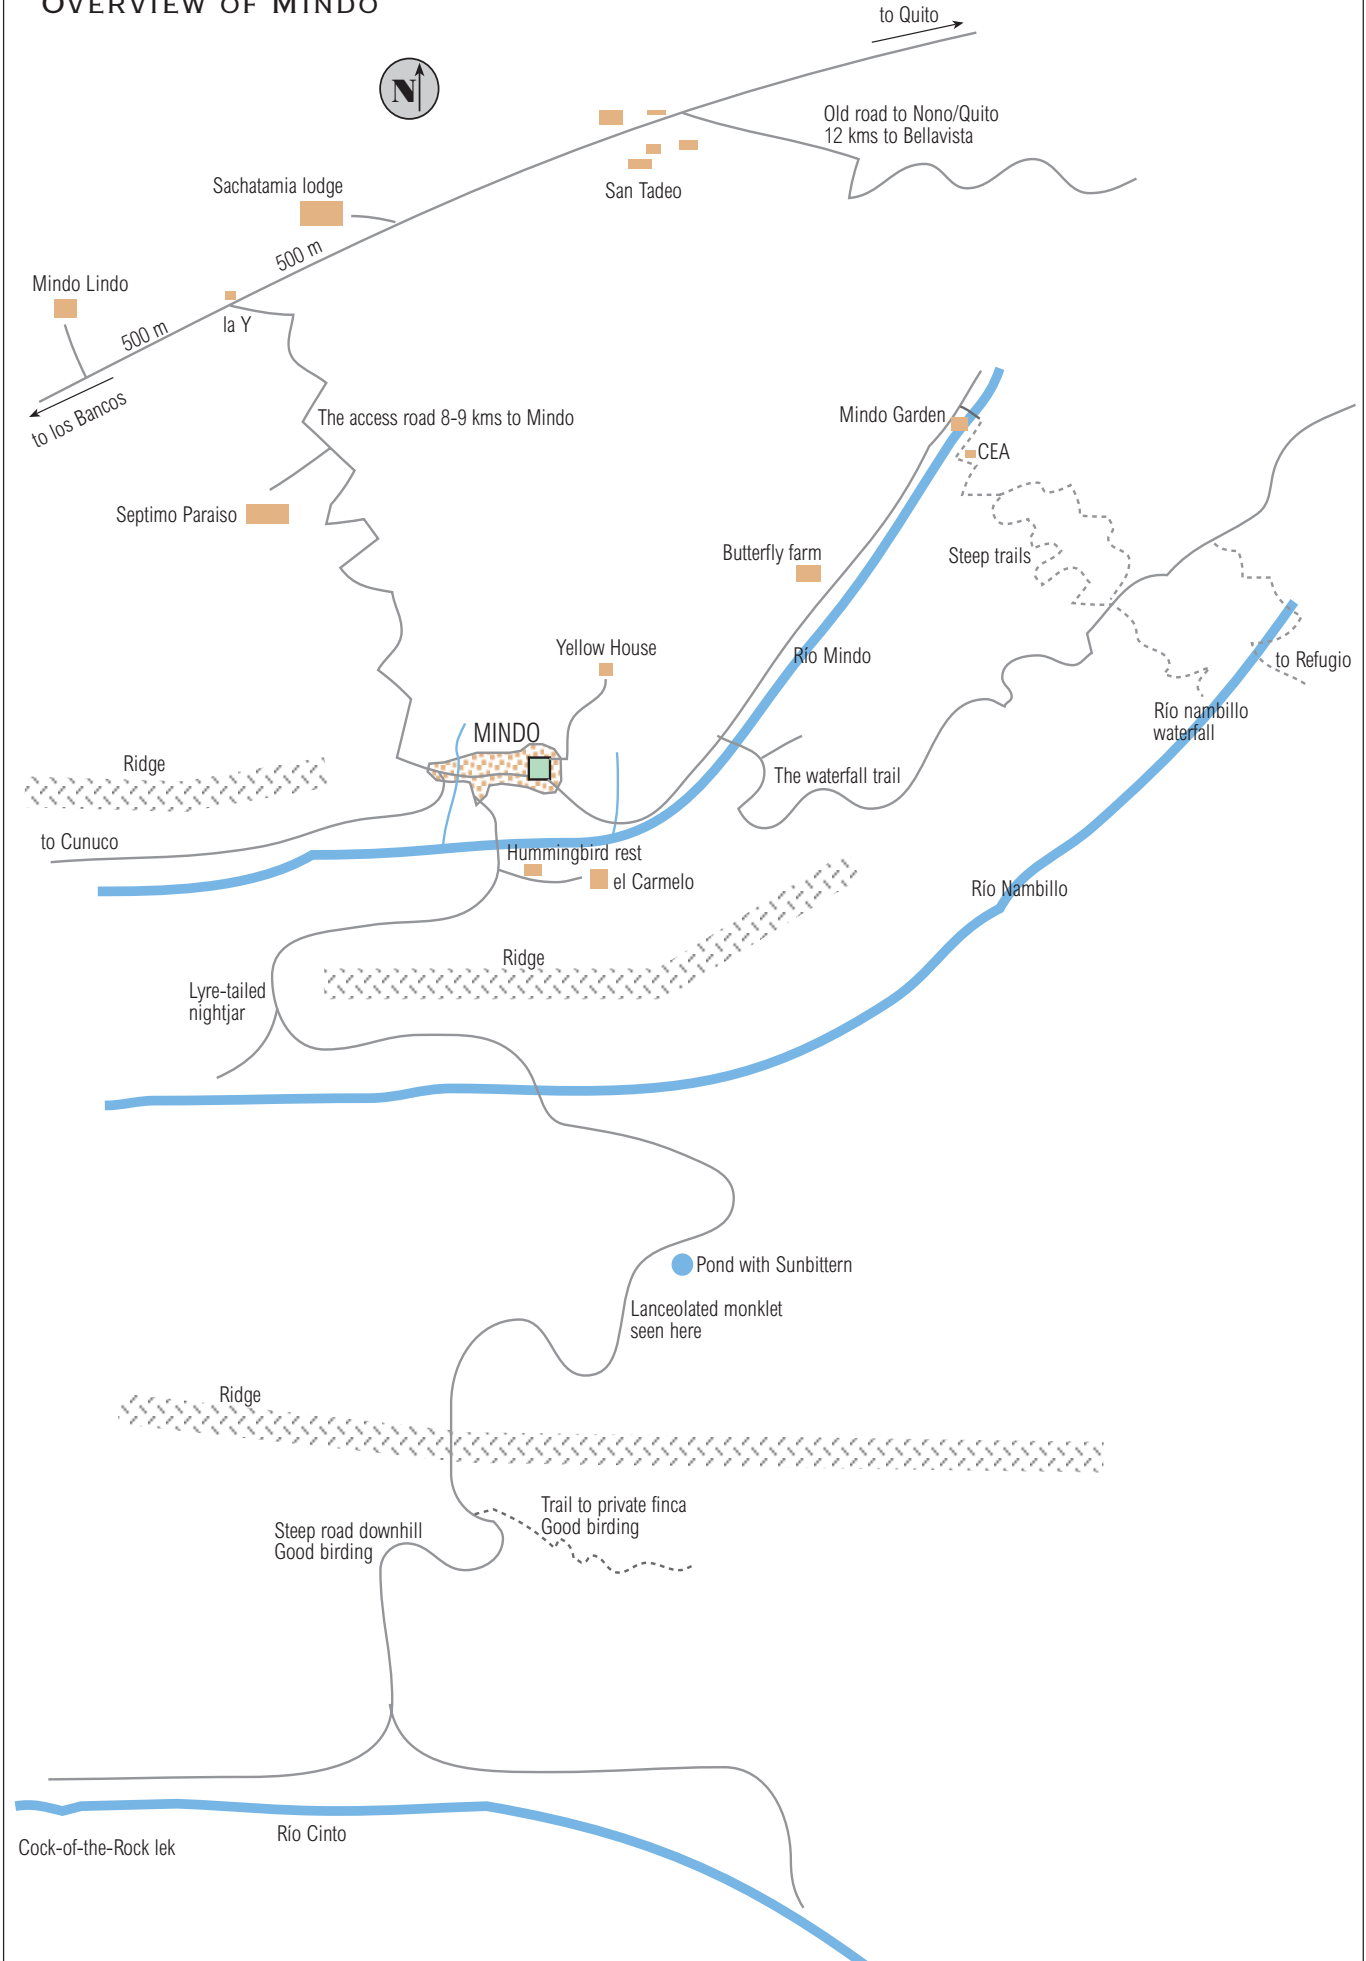 OVERVIEW OF MINDO
to Quito
N
Old road to Nono/Quito
12 kms to Bellavista
San Tadeo
Sachatamia lodge
500 m
Mindo Lindo
500 m
la Y
to los Bancos
The access road 8-9 kms to Mindo
Mindo Garden
CEA
Septimo Paraiso
Butterfly farm
Steep trails
Yellow House
Río Mindo
to Refugio
Río nambillo
waterfall
MINDO
Ridge
The waterfall trail
to Cunuco
Hummingbird rest
el Carmelo
Río Nambillo
Ridge
Lyre-tailed
nightjar
Pond with Sunbittern
Lanceolated monklet
seen here
Ridge
Trail to private finca
Good birding
Steep road downhill
Good birding
Río Cinto
Cock-of-the-Rock lek